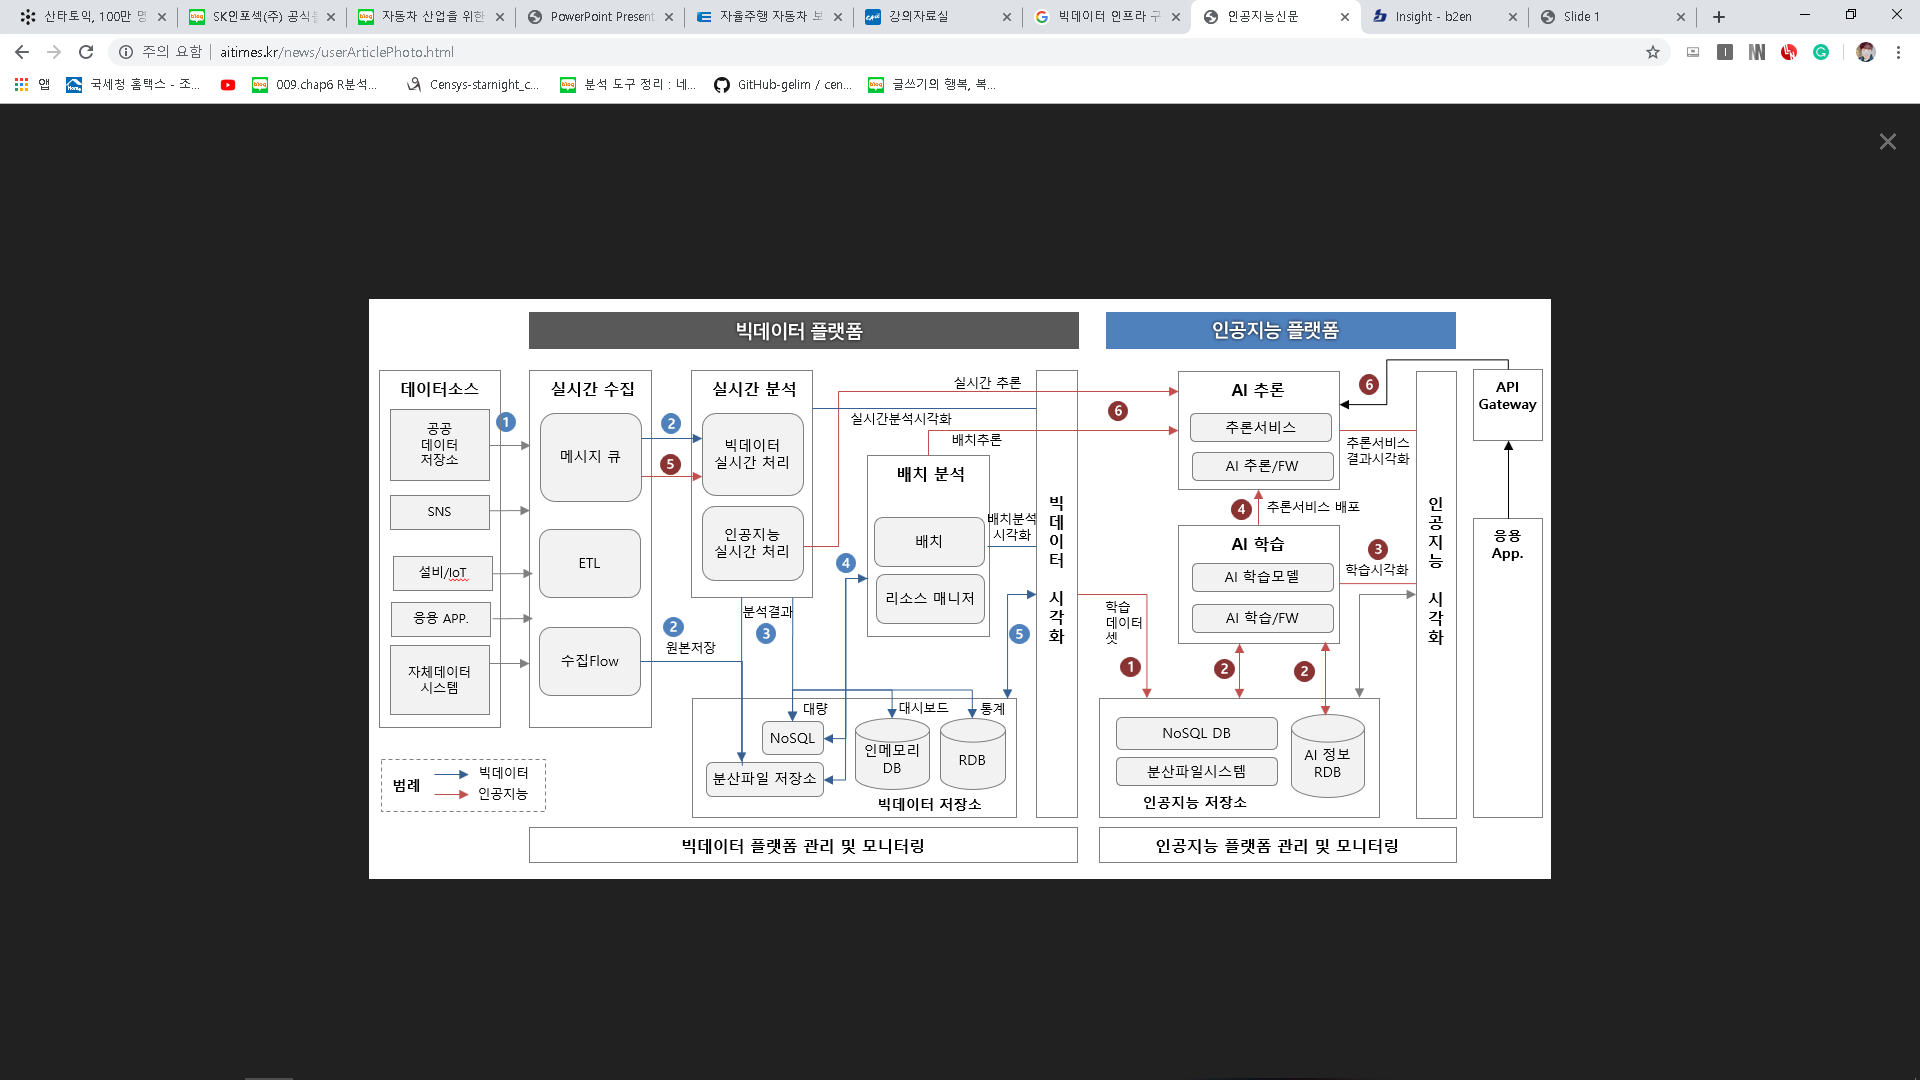 산타토익, 100만 명
SK인포섹(주) 공식블
자동차 산업을 위한
PowerPoint Present
자율주행 자동차 보
강의자료실
빅데이터 인프라 구
인공지능신문
Insight - b2en
Slide 1
주의 요함
aitimes.kr/news/userArticlePhoto.html
앱
국세청 홈택스 - 조...
009.chap6 R분석...
Censys-starnight_c...
분석 도구 정리 : 네...
GitHub-gelim / cen...
글쓰기의 행복, 복...
빅데이터 플랫폼
인공지능 플랫폼
데이터소스
공공
데이터
저장소
SNS
설비/IoT
응용 APP.
자체데이터
시스템
1
실시간 수집
메시지 큐
ETL
수집Flow
2
5
2
원본저장
실시간 분석
빅데이터
실시간 처리
인공지능
실시간 처리
분석결과
3
실시간 추론
실시간분석시각화
배치추론
6
배치 분석
배치
리소스 매니저
배치분석
시각화
4
5
빅
데
이
터
시
각
화
대량
대시보드
통계
NoSQL
분산파일 저장소
인메모리
DB
RDB
빅데이터 저장소
학습
데이터
셋
1
AI 추론
추론서비스
AI 추론/FW
6
추론서비스
결과시각화
4
추론서비스 배포
AI 학습
AI 학습모델
AI 학습/FW
3
학습시각화
2
2
NoSQL DB
분산파일시스템
AI 정보
RDB
인공지능 저장소
인
공
지
능
시
각
화
API
Gateway
응용
App.
범례
빅데이터
인공지능
빅데이터 플랫폼 관리 및 모니터링
인공지능 플랫폼 관리 및 모니터링